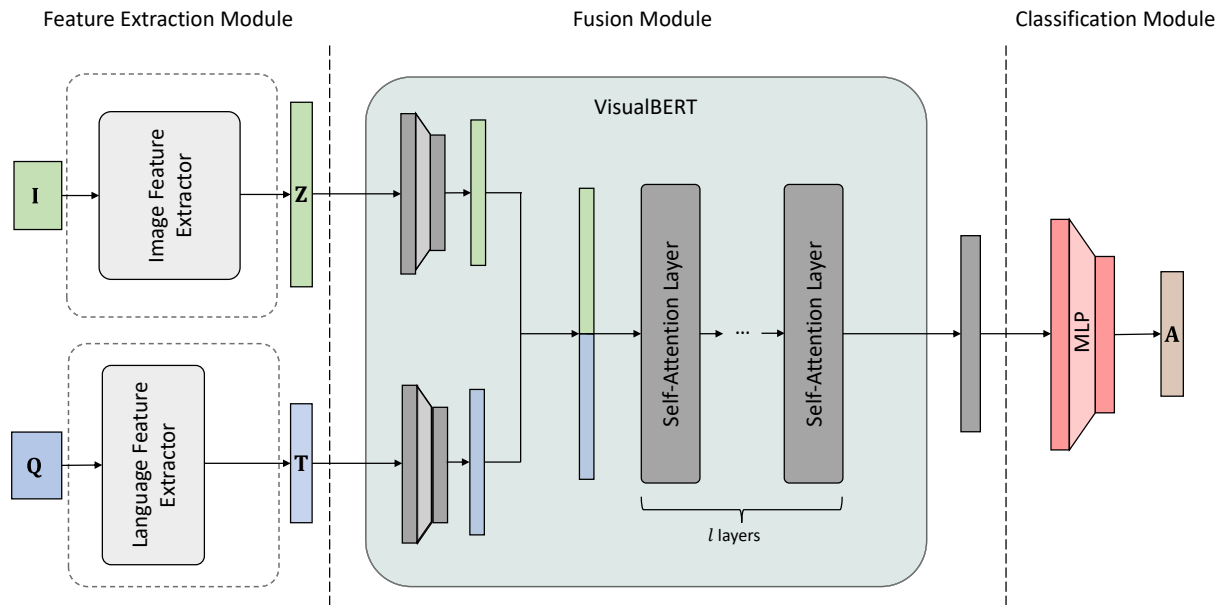 Feature Extraction Module
Fusion Module
Classification Module
VisualBERT
I
Image Feature
Extractor
Z
Q
Language Feature
Extractor
T
Self-Attention Layer
...
Self-Attention Layer
l layers
MLP
A